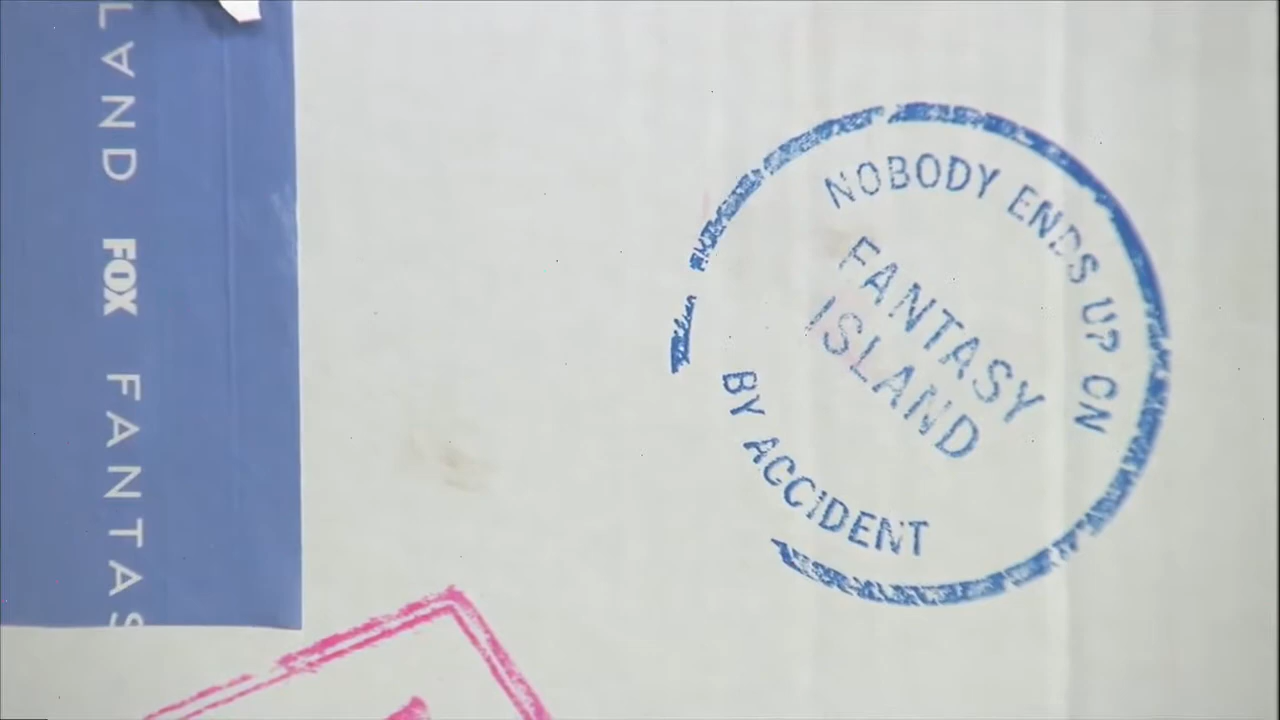 LAND FOX FANTAS
NOBODY ENDS UP ON
FANTASY
ISLAND
BY ACCIDENT